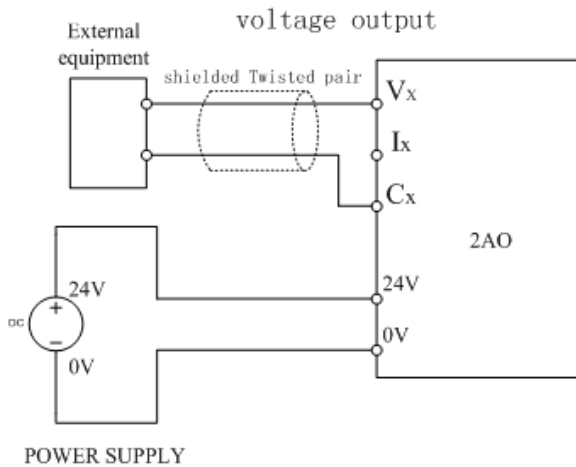 voltage output
External
equipment
shielded Twisted pair
Vx
Ix
Cx
2AO
24V
0V
DC
24V
+
−
0V
POWER SUPPLY